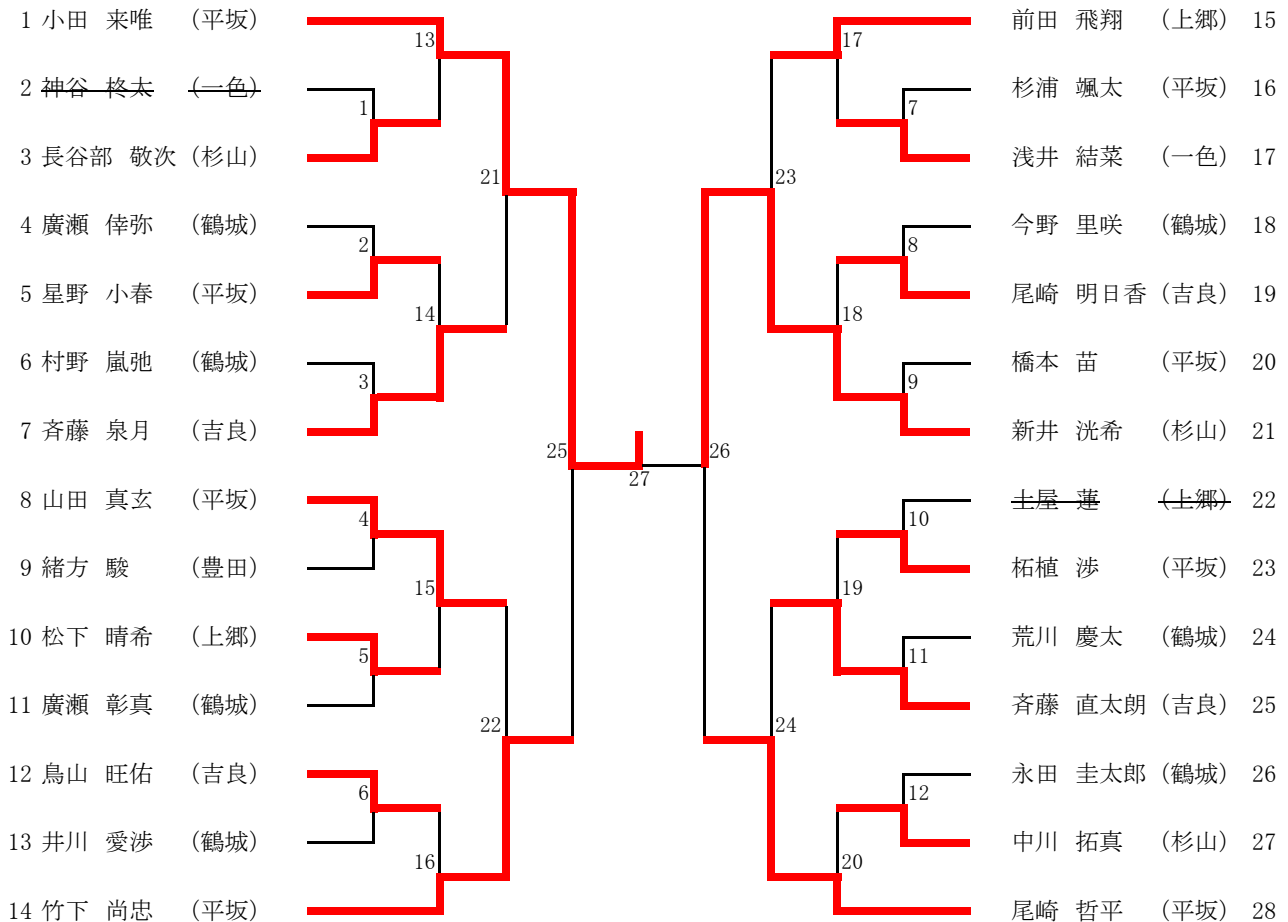 1 小田 来唯 (平坂)
2 神谷 柊太 (一色)
3 長谷部 敬次 (杉山)
4 廣瀬 倖弥 (鶴城)
5 星野 小春 (平坂)
6 村野 嵐弛 (鶴城)
7 斉藤 泉月 (吉良)
8 山田 真玄 (平坂)
9 緒方 駿 (豊田)
10 松下 晴希 (上郷)
11 廣瀬 彰真 (鶴城)
12 鳥山 旺佑 (吉良)
13 井川 愛渉 (鶴城)
14 竹下 尚忠 (平坂)
13
1
21
2
14
3
25
4
15
5
22
6
16
27
17
7
23
8
18
9
26
10
19
11
24
12
20
前田 飛翔 (上郷) 15
杉浦 颯太 (平坂) 16
浅井 結菜 (一色) 17
今野 里咲 (鶴城) 18
尾崎 明日香 (吉良) 19
橋本 苗 (平坂) 20
新井 洸希 (杉山) 21
土屋 蓮 (上郷) 22
柘植 渉 (平坂) 23
荒川 慶太 (鶴城) 24
斉藤 直太朗 (吉良) 25
永田 圭太郎 (鶴城) 26
中川 拓真 (杉山) 27
尾崎 哲平 (平坂) 28